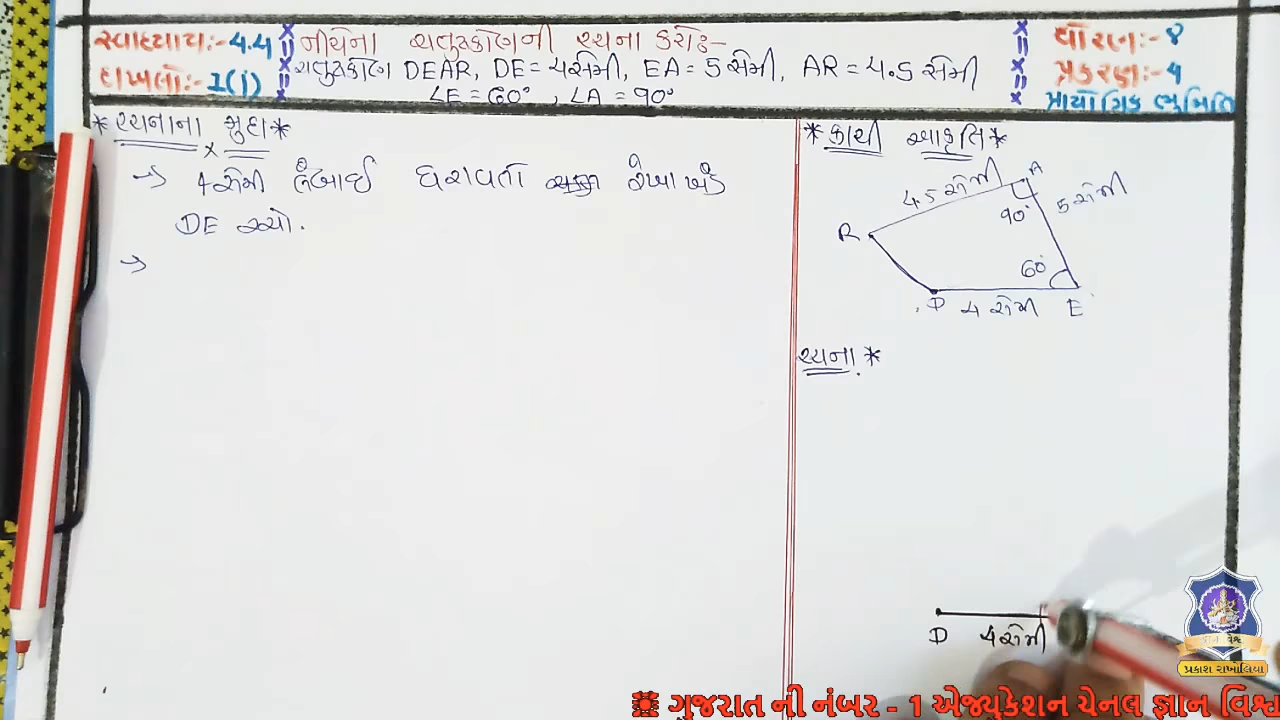 સ્વાધ્યાય:- 4.4
દાખલો:- 1(i)
નીચેના ચતુષ્કોણની રચના કરો:-
ચતુષ્કોણ DEAR, DE = 4 સેમી, EA = 5 સેમી, AR = 4.5 સેમી
∠E = 60°, ∠A = 90°
ધોરણ:- 8
પ્રકરણ:- 4
પ્રાયોગિક ભૂમિતિ
* રચનાના મુદ્દા *
→ 4 સેમી લંબાઈ ધરાવતો રેખાખંડ
DE રચો.
→
* કાચી આકૃતિ *
4.5 સેમી
A
5 સેમી
90°
R
60°
D 4 સેમી E
રચના *
D 4 સેમી
જ્ઞાન વિશ્વ
પ્રકાશ રાખોલિયા
ગુજરાત ની નંબર - 1 એજ્યુકેશન ચેનલ જ્ઞાન વિશ્વ